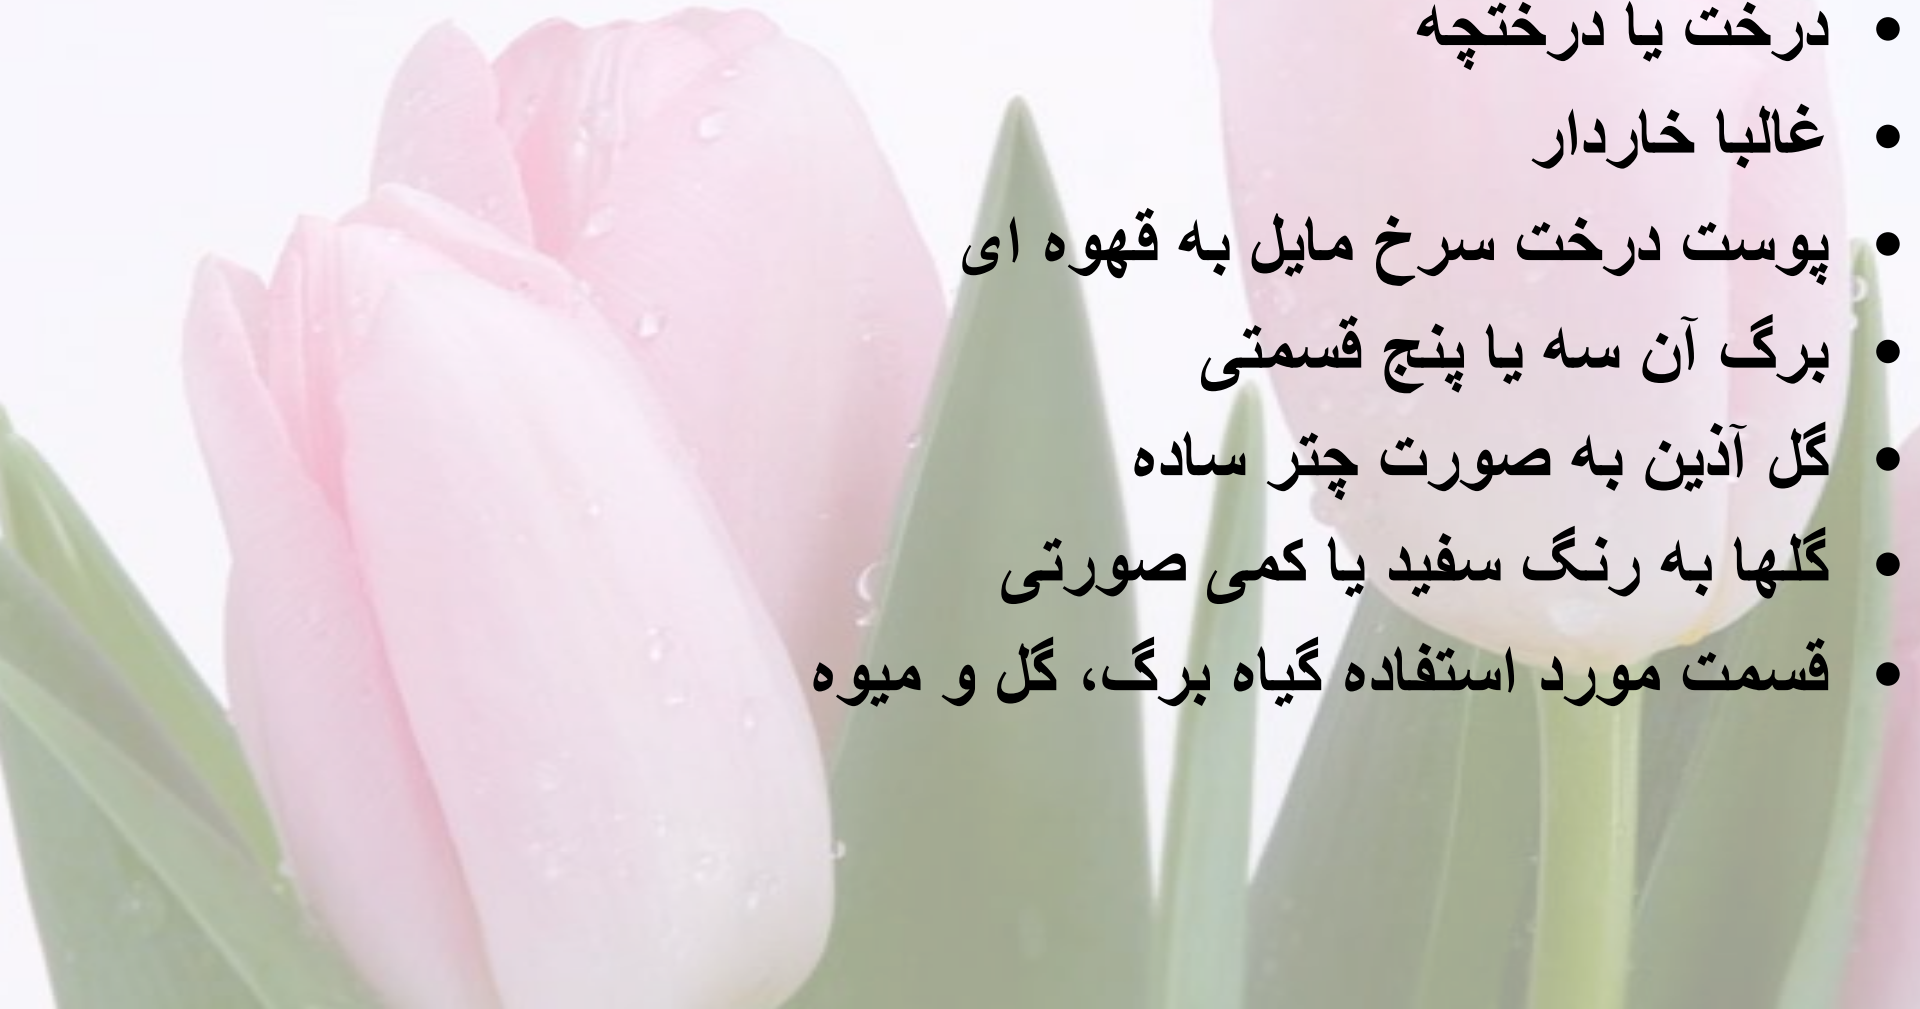 • درخت یا درختچه
• غالبا خاردار
• پوست درخت سرخ مایل به قهوه ای
• برگ آن سه یا پنج قسمتی
• گل آذین به صورت چتر ساده
• گلها به رنگ سفید یا کمی صورتی
• قسمت مورد استفاده گیاه برگ، گل و میوه